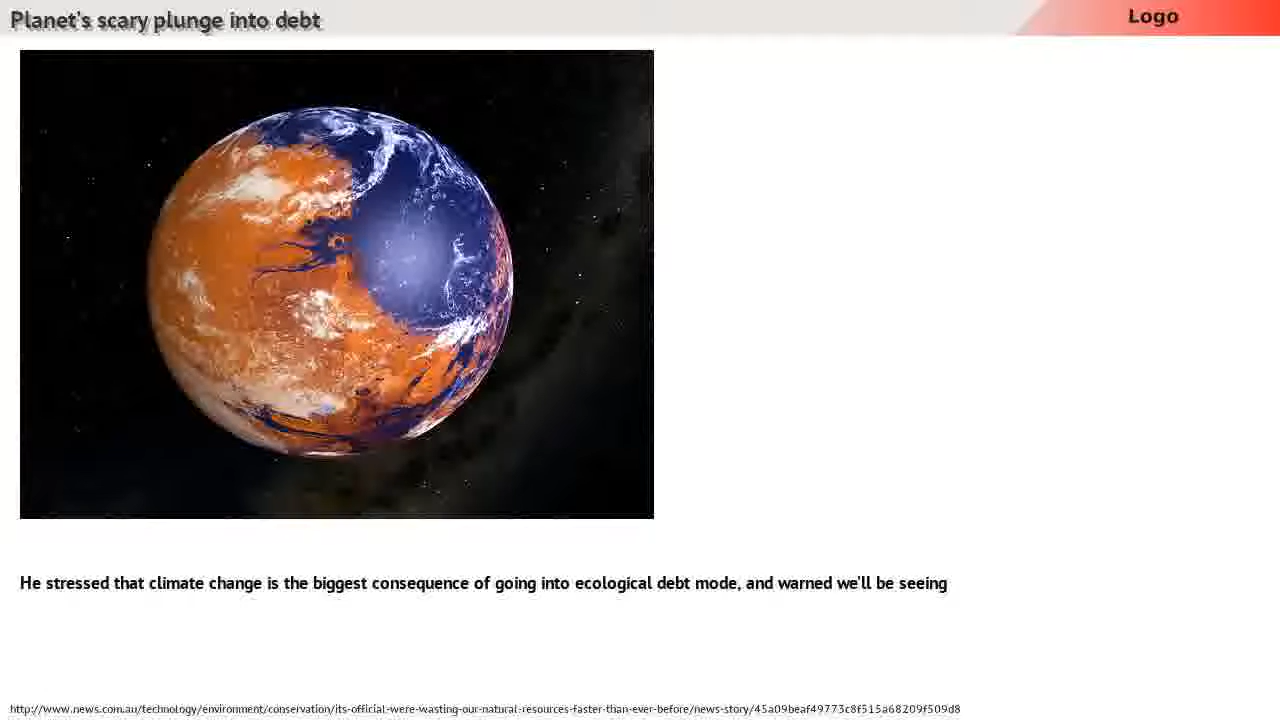 Planet's scary plunge into debt
Logo
He stressed that climate change is the biggest consequence of going into ecological debt mode, and warned we'll be seeing
http://www.news.com.au/technology/environment/conservation/its-official-were-wasting-our-natural-resources-faster-than-ever-before/news-story/45a09beaf49773c8f515a68209f509d8